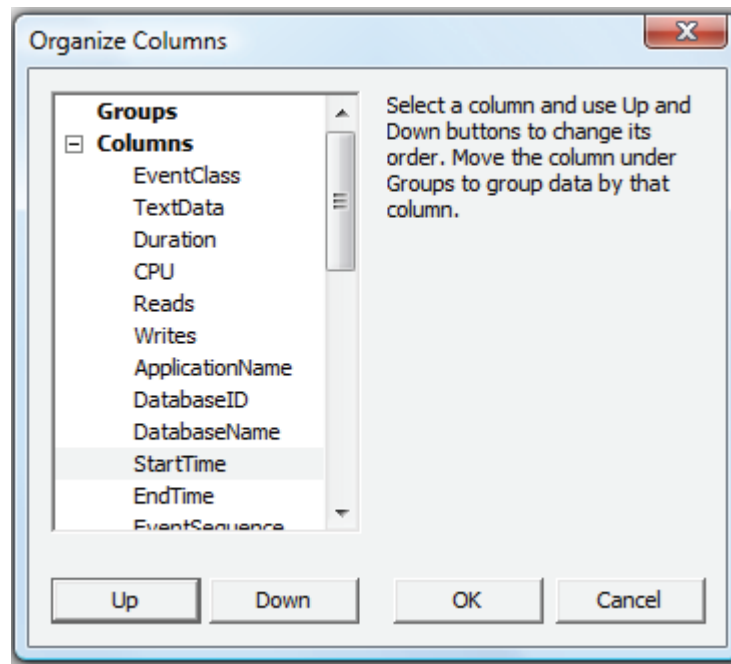 Organize Columns
Groups
Columns
EventClass
TextData
Duration
CPU
Reads
Writes
ApplicationName
DatabaseID
DatabaseName
StartTime
EndTime
EventSequence
Select a column and use Up and
Down buttons to change its
order. Move the column under
Groups to group data by that
column.
Up
Down
OK
Cancel